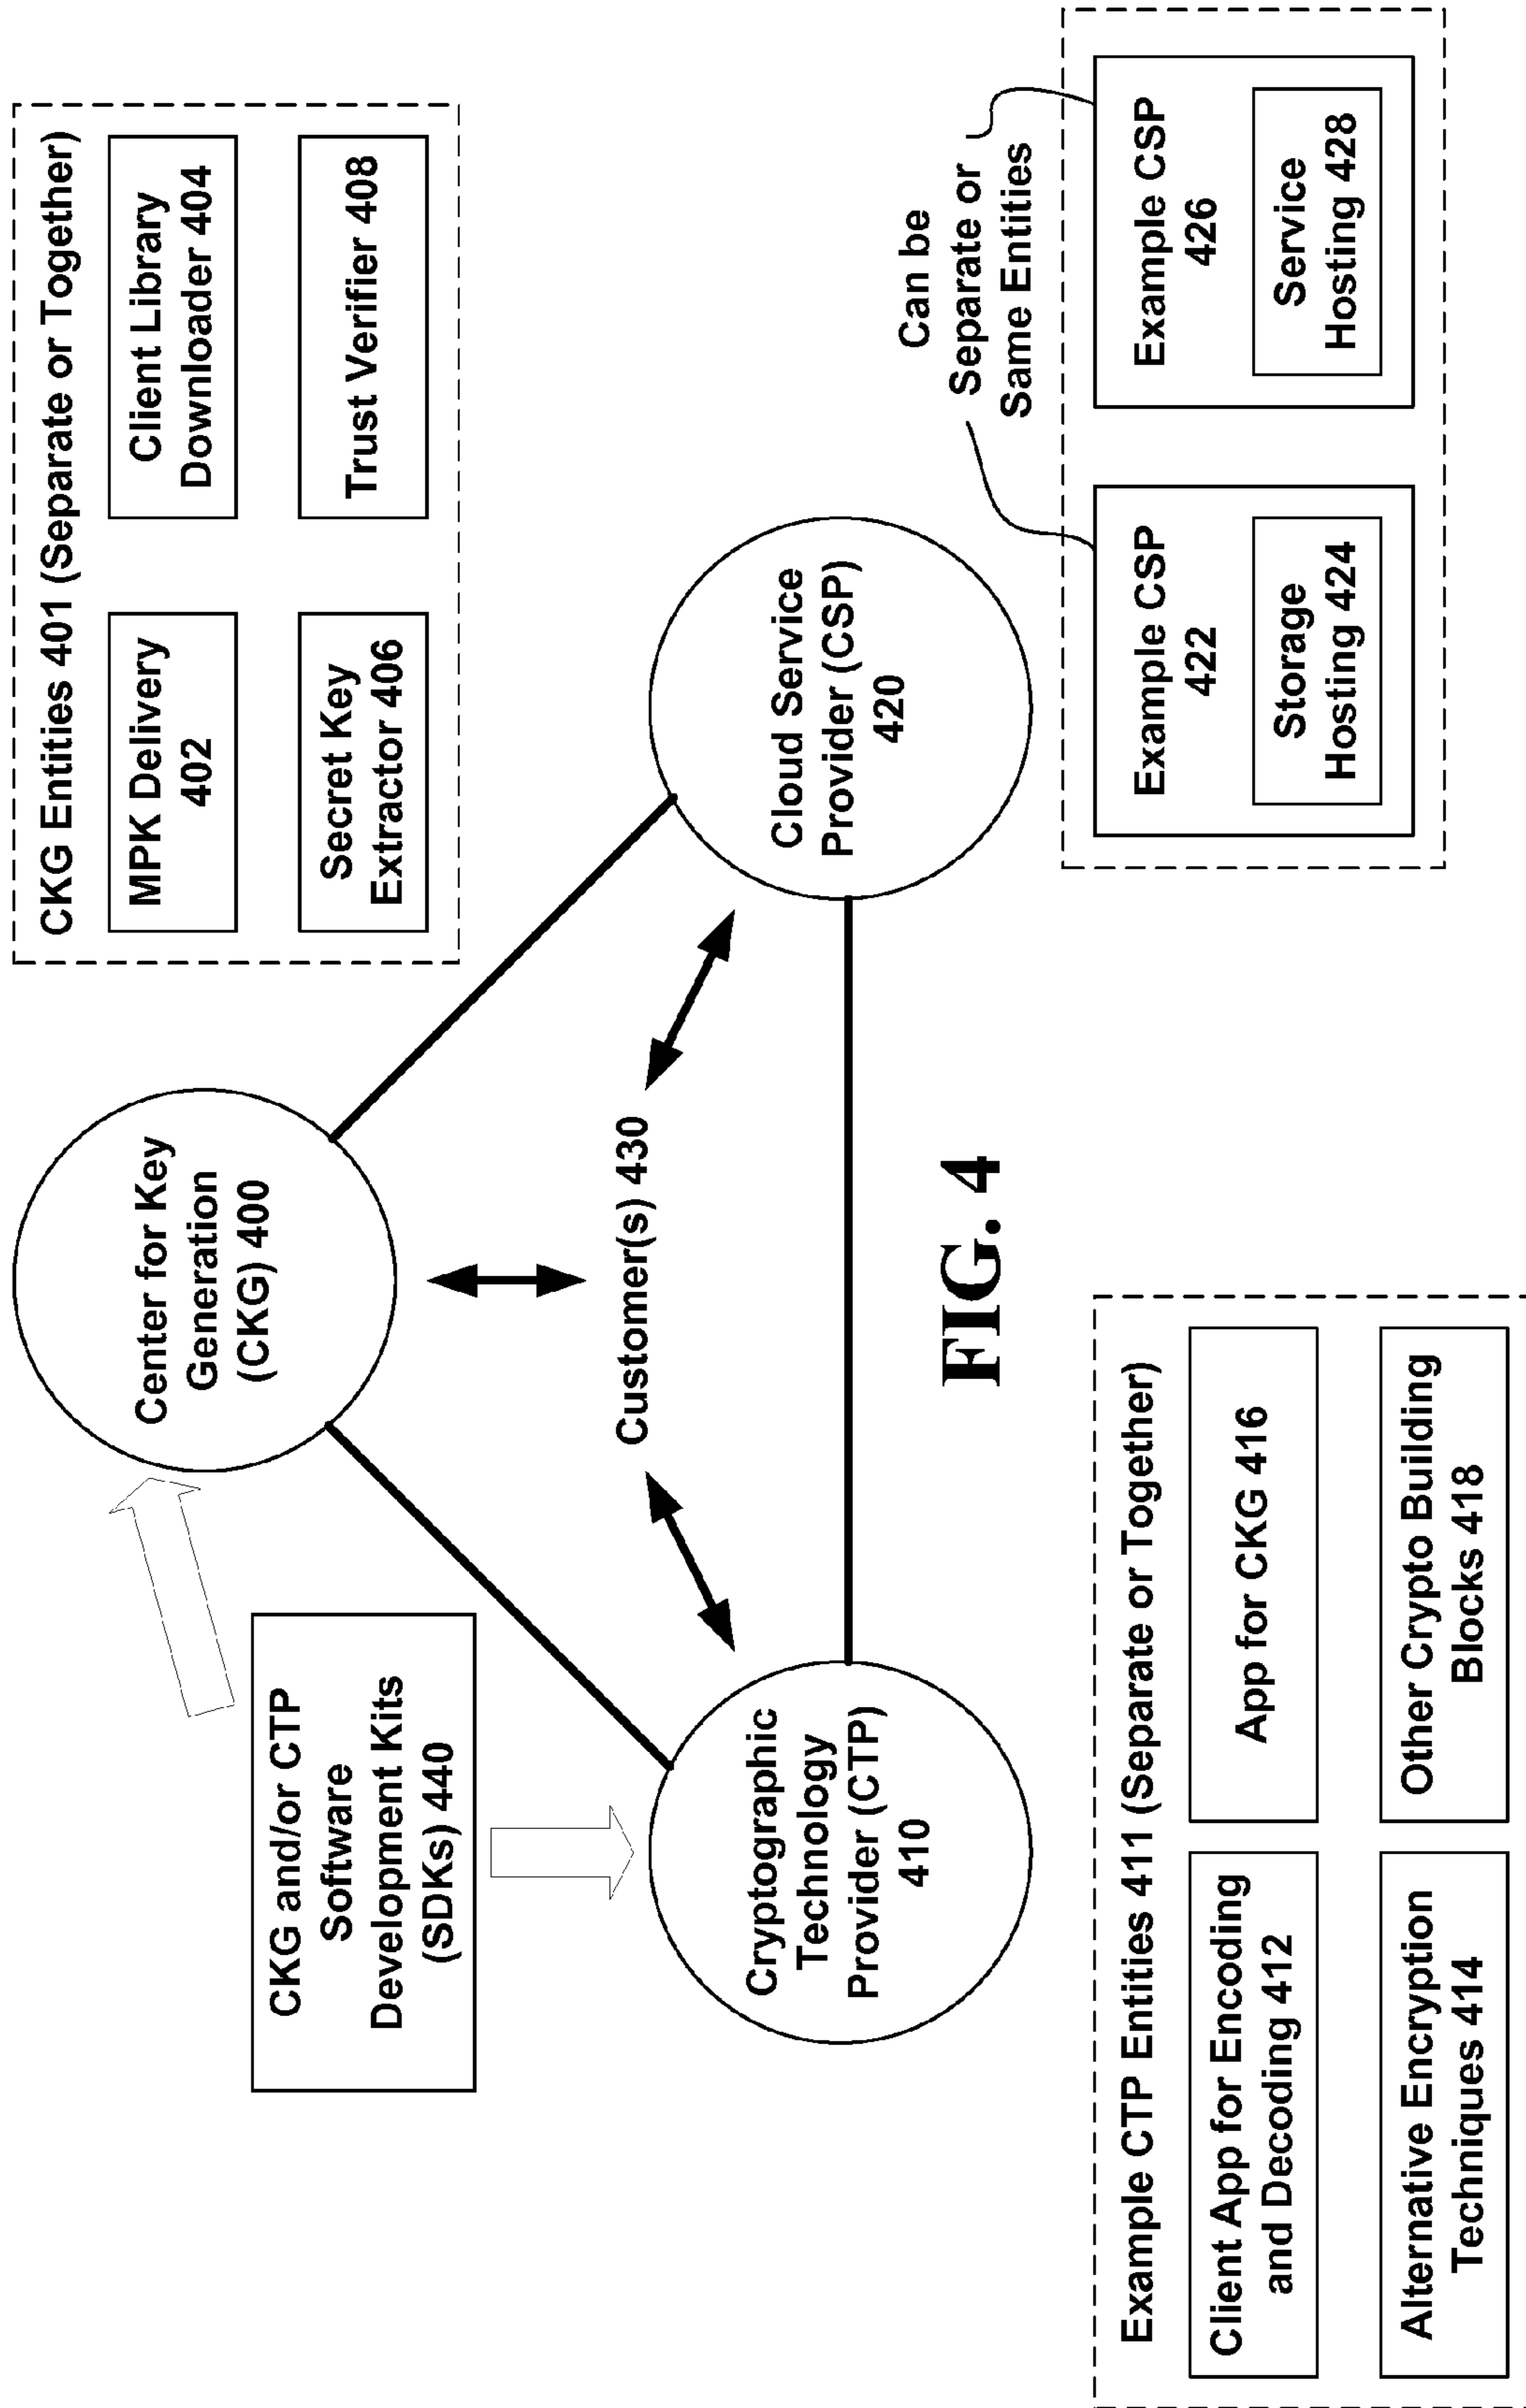 CKG Entities 401 (Separate or Together)
MPK Delivery
402
Client Library
Downloader 404
Secret Key
Extractor 406
Trust Verifier 408
Center for Key
Generation
(CKG) 400
CKG and/or CTP
Software
Development Kits
(SDKs) 440
Customer(s) 430
Cryptographic
Technology
Provider (CTP)
410
Cloud Service
Provider (CSP)
420
Can be
Separate or
Same Entities
FIG. 4
Example CTP Entities 411 (Separate or Together)
Client App for Encoding
and Decoding 412
App for CKG 416
Alternative Encryption
Techniques 414
Other Crypto Building
Blocks 418
Example CSP
422
Storage
Hosting 424
Example CSP
426
Service
Hosting 428